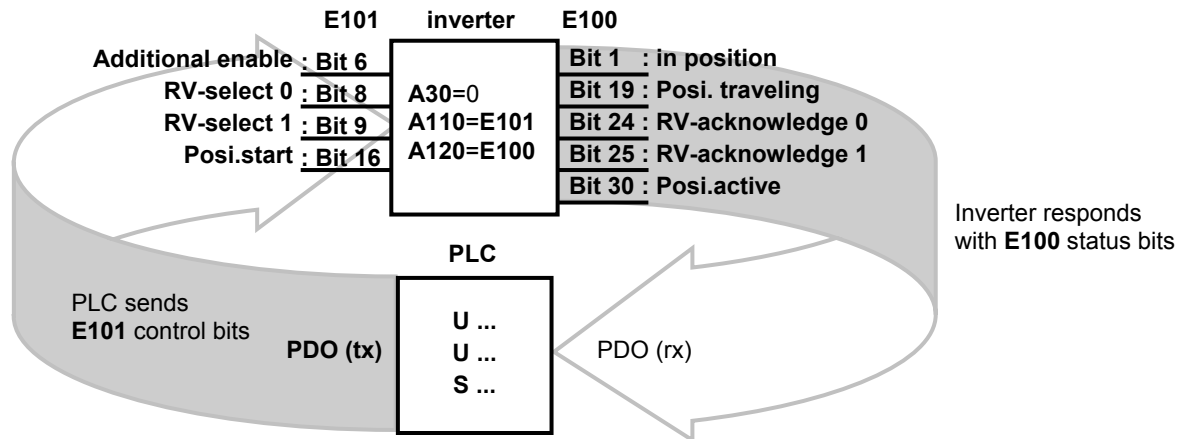 E101 inverter E100
Additional enable : Bit 6
RV-select 0 : Bit 8
RV-select 1 : Bit 9
Posi.start : Bit 16
A30=0
A110=E101
A120=E100
Bit 1 : in position
Bit 19 : Posi. traveling
Bit 24 : RV-acknowledge 0
Bit 25 : RV-acknowledge 1
Bit 30 : Posi.active
Inverter responds
with E100 status bits
PLC
PLC sends
E101 control bits
PDO (tx)
U ...
U ...
S ...
PDO (rx)